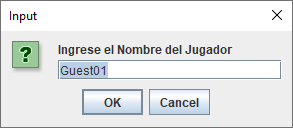 Input
Ingrese el Nombre del Jugador
Guest01
OK Cancel